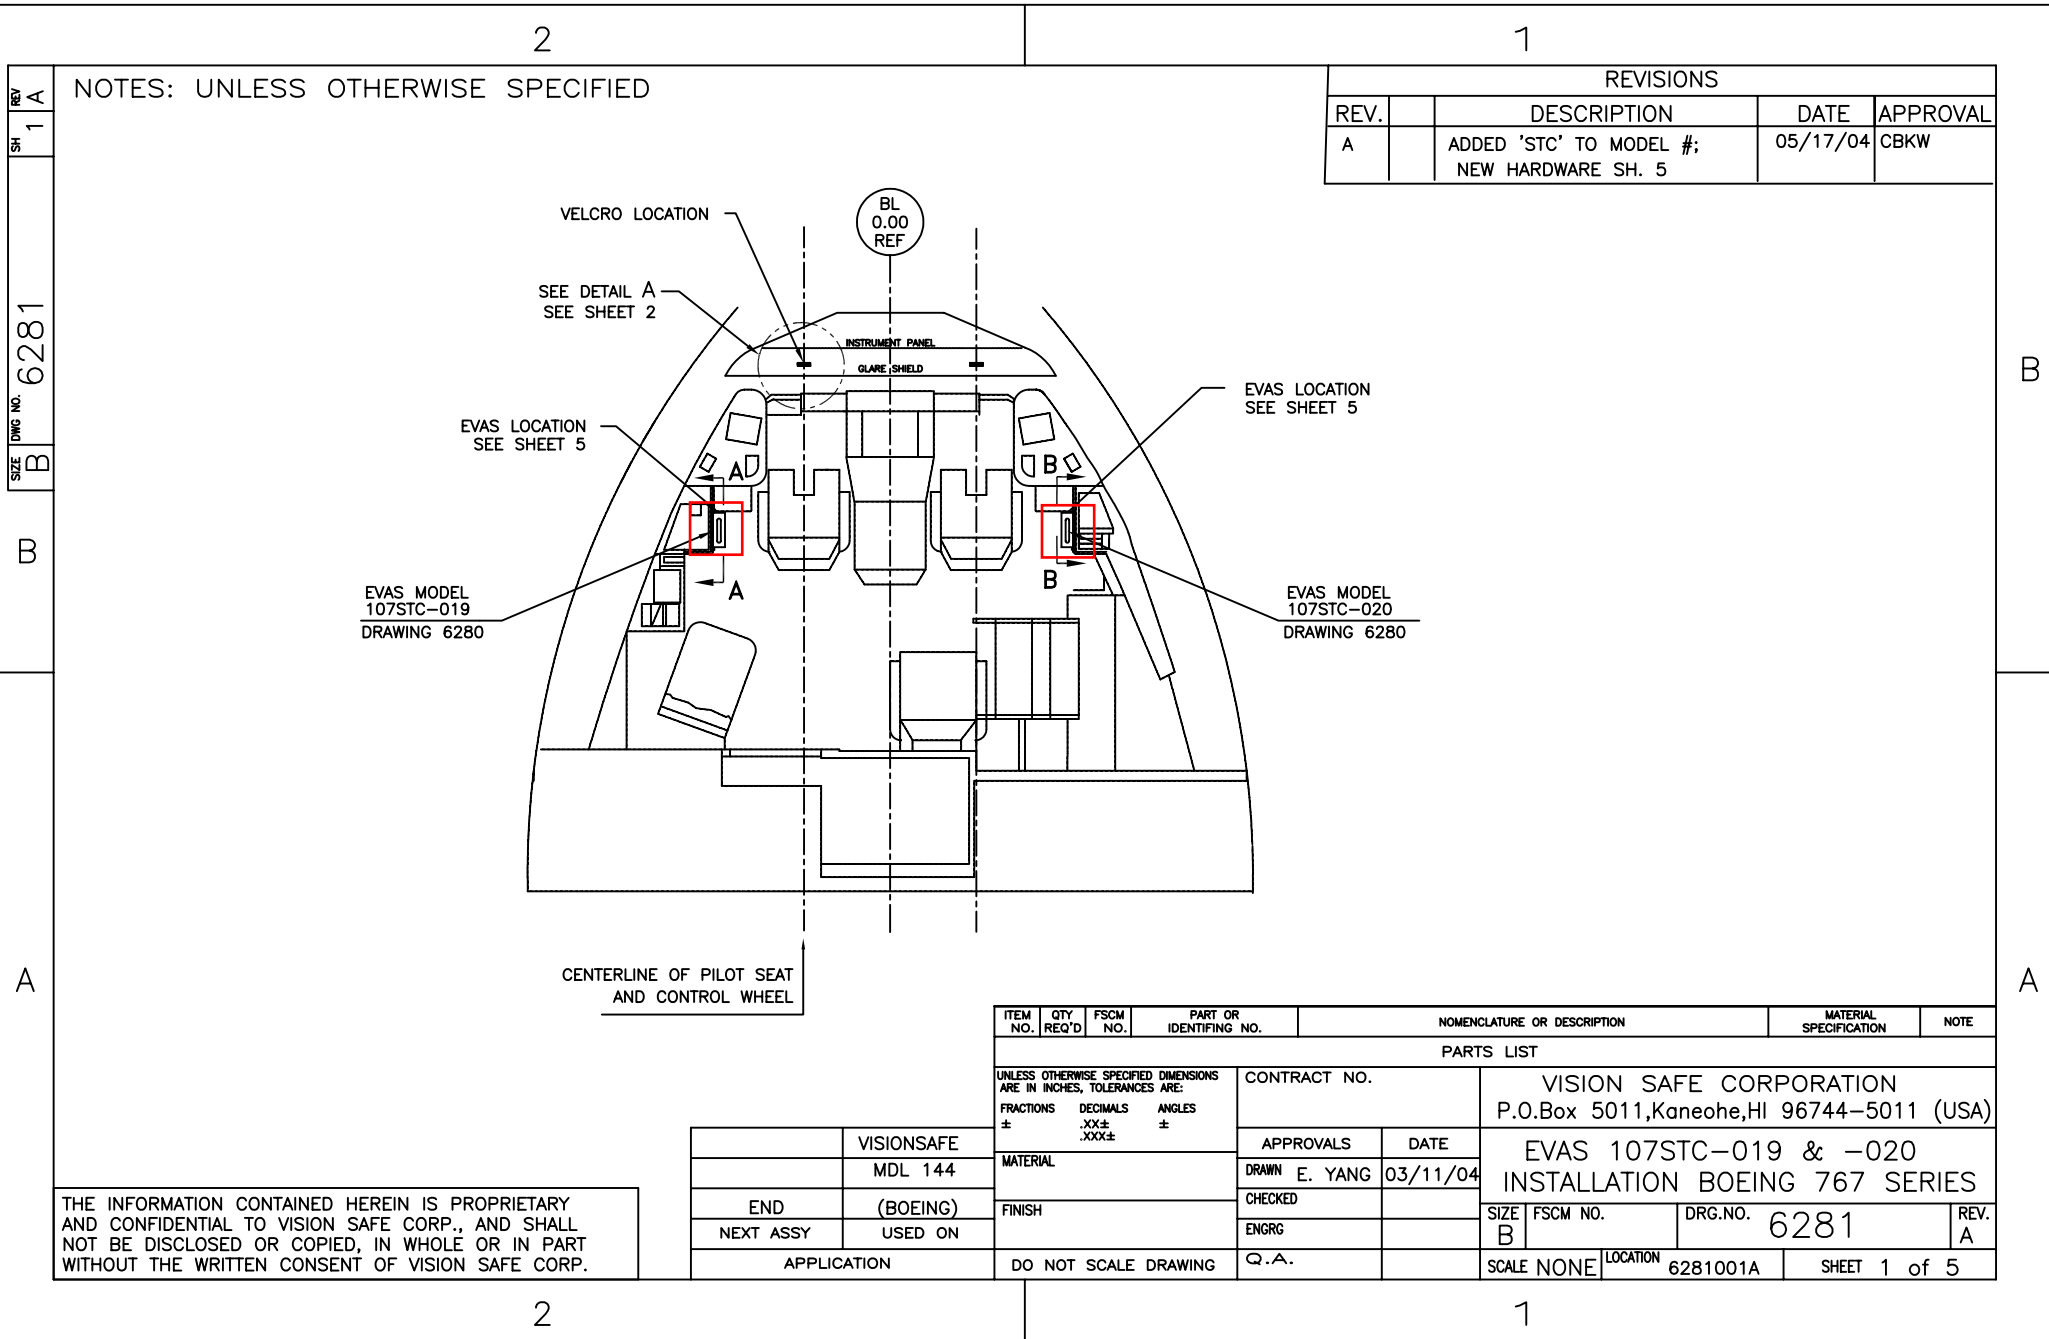 2
1
REV A
SH 1
DWG NO. 6281
SIZE B
NOTES: UNLESS OTHERWISE SPECIFIED
REVISIONS
REV. DESCRIPTION DATE APPROVAL
A ADDED 'STC' TO MODEL #; 05/17/04 CBKW
NEW HARDWARE SH. 5
VELCRO LOCATION
BL
0.00
REF
SEE DETAIL A
SEE SHEET 2
INSTRUMENT PANEL
GLARE SHIELD
EVAS LOCATION
SEE SHEET 5
EVAS LOCATION
SEE SHEET 5
A
B
A
B
B
B
EVAS MODEL
107STC-019
DRAWING 6280
EVAS MODEL
107STC-020
DRAWING 6280
A
A
CENTERLINE OF PILOT SEAT
AND CONTROL WHEEL
ITEM NO. QTY REQ'D FSCM NO. PART OR IDENTIFING NO. NOMENCLATURE OR DESCRIPTION MATERIAL SPECIFICATION NOTE
PARTS LIST
UNLESS OTHERWISE SPECIFIED DIMENSIONS
ARE IN INCHES, TOLERANCES ARE:
FRACTIONS DECIMALS ANGLES
± .XX± ±
.XXX±
MATERIAL
FINISH
DO NOT SCALE DRAWING
CONTRACT NO.
APPROVALS DATE
DRAWN E. YANG 03/11/04
CHECKED
ENGRG
Q.A.
VISION SAFE CORPORATION
P.O.Box 5011,Kaneohe,HI 96744-5011 (USA)
EVAS 107STC-019 & -020
INSTALLATION BOEING 767 SERIES
SIZE B FSCM NO. DRG.NO. 6281 REV. A
SCALE NONE LOCATION 6281001A SHEET 1 of 5
VISIONSAFE
MDL 144
END (BOEING)
NEXT ASSY USED ON
APPLICATION
THE INFORMATION CONTAINED HEREIN IS PROPRIETARY
AND CONFIDENTIAL TO VISION SAFE CORP., AND SHALL
NOT BE DISCLOSED OR COPIED, IN WHOLE OR IN PART
WITHOUT THE WRITTEN CONSENT OF VISION SAFE CORP.
2
1